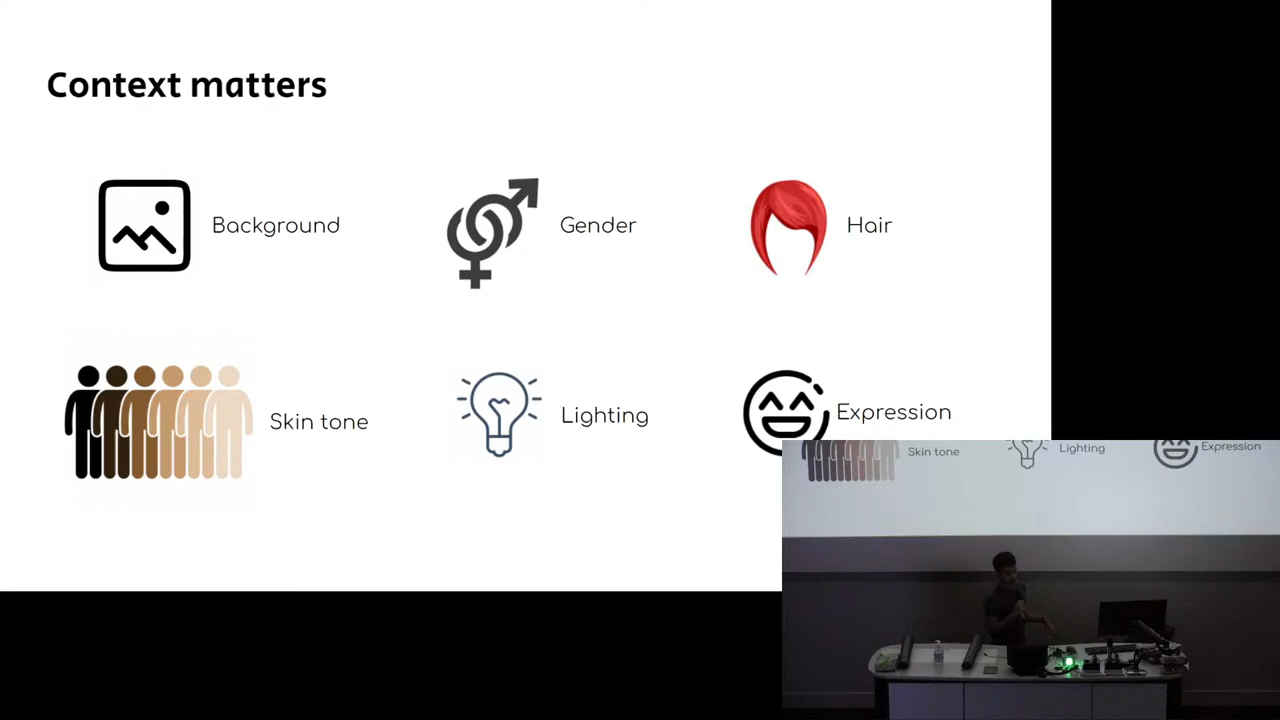 Context matters
Background
Gender
Hair
Skin tone
Lighting
Expression
Skin tone
Lighting
Expression